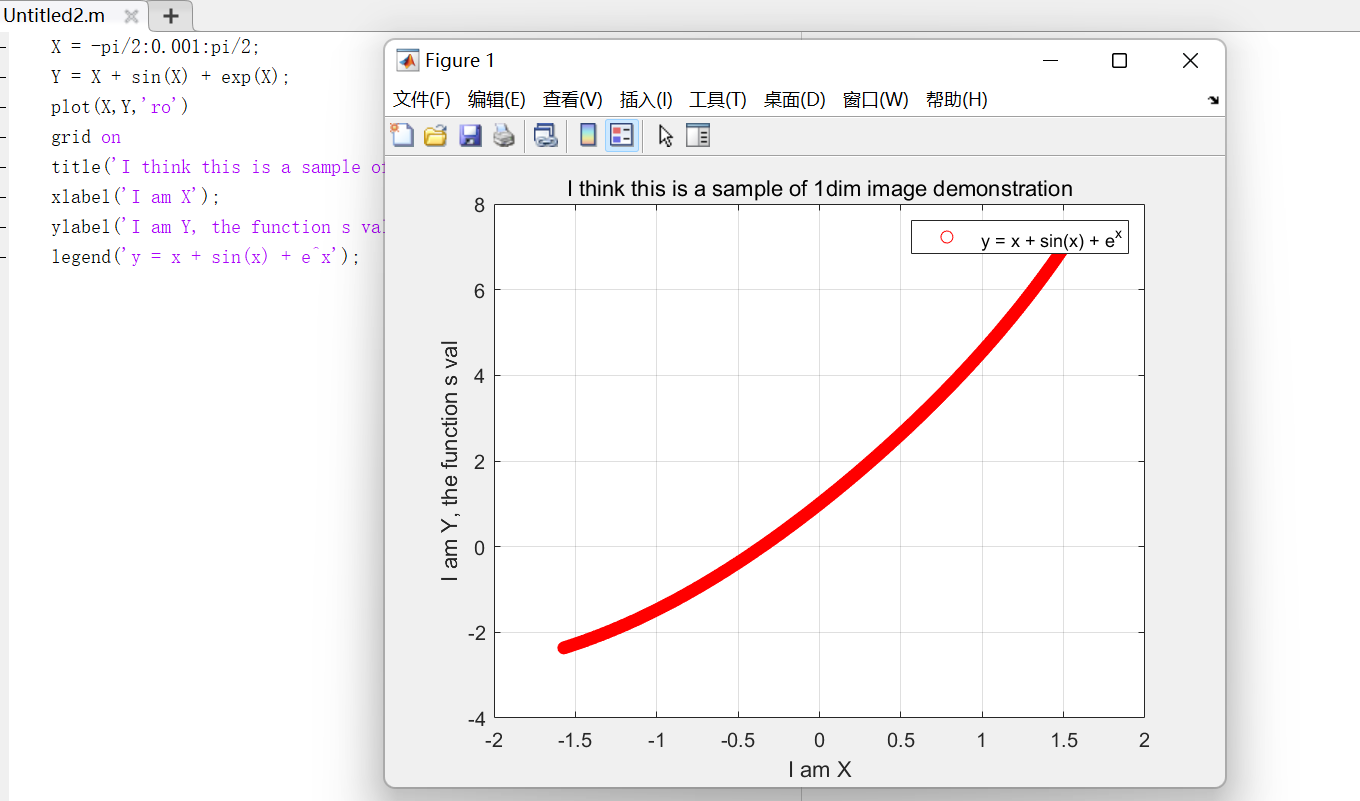 Untitled2.m
X = -pi/2:0.001:pi/2;
Y = X + sin(X) + exp(X);
plot(X,Y,'ro')
grid on
title('I think this is a sample of
xlabel('I am X');
ylabel('I am Y, the function s val
legend('y = x + sin(x) + e^x');
Figure 1
文件(F) 编辑(E) 查看(V) 插入(I) 工具(T) 桌面(D) 窗口(W) 帮助(H)
I think this is a sample of 1dim image demonstration
y = x + sin(x) + e^x
8
6
4
2
0
-2
-4
I am Y, the function s val
-2 -1.5 -1 -0.5 0 0.5 1 1.5 2
I am X